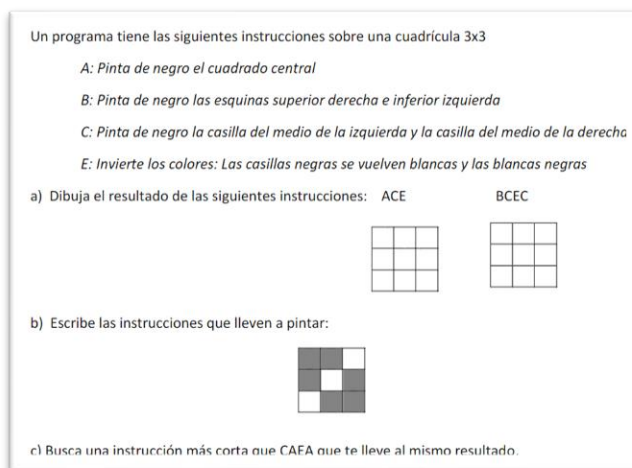 Un programa tiene las siguientes instrucciones sobre una cuadrícula 3x3
A: Pinta de negro el cuadrado central
B: Pinta de negro las esquinas superior derecha e inferior izquierda
C: Pinta de negro la casilla del medio de la izquierda y la casilla del medio de la derecha
E: Invierte los colores: Las casillas negras se vuelven blancas y las blancas negras
a) Dibuja el resultado de las siguientes instrucciones: ACE BCEC
b) Escribe las instrucciones que lleven a pintar:
c) Busca una instrucción más corta que CAEA que te lleve al mismo resultado.